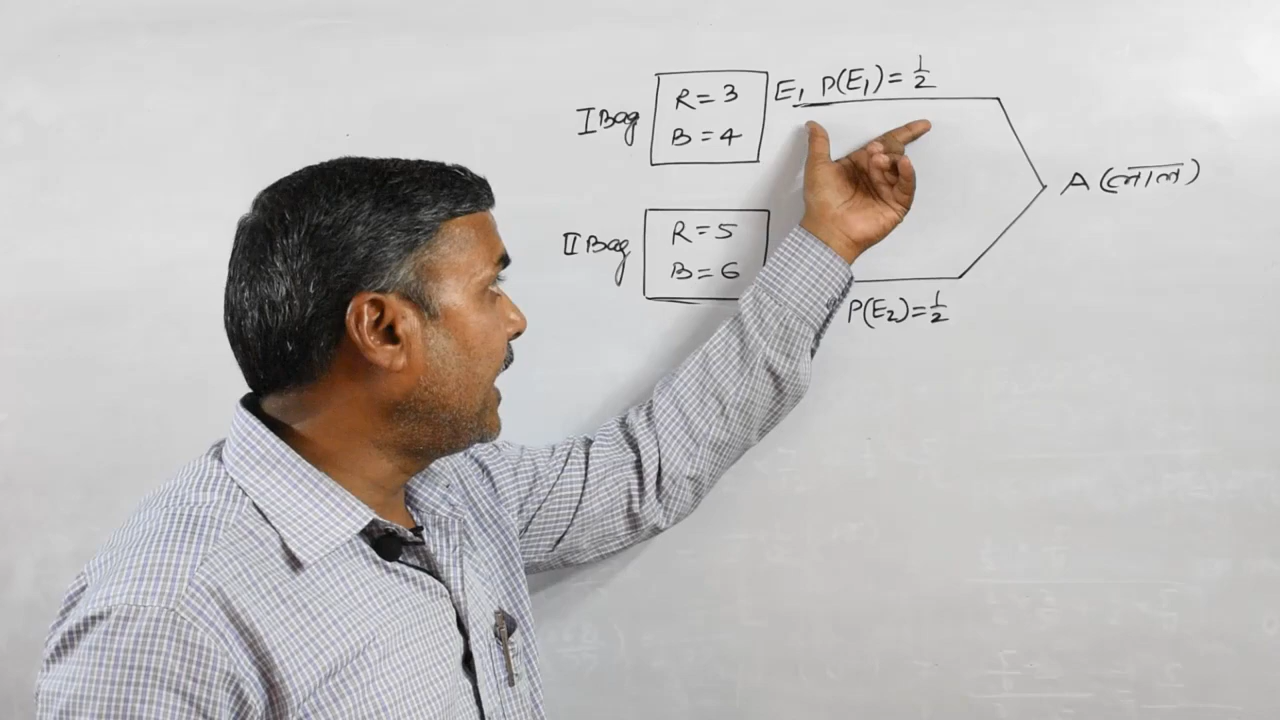 I Bag
R = 3
B = 4
E₁ P(E₁) = 1/2
A (लाल)
II Bag
R = 5
B = 6
P(E₂) = 1/2